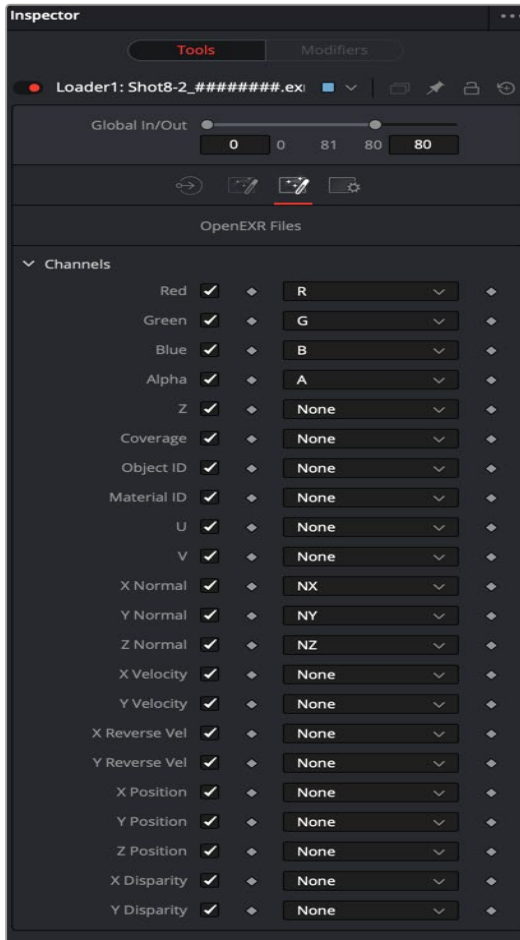 Inspector
Tools Modifiers
Loader1: Shot8-2_########.ex
Global In/Out
0 0 81 80 80
OpenEXR Files
Channels
Red R
Green G
Blue B
Alpha A
Z None
Coverage None
Object ID None
Material ID None
U None
V None
X Normal NX
Y Normal NY
Z Normal NZ
X Velocity None
Y Velocity None
X Reverse Vel None
Y Reverse Vel None
X Position None
Y Position None
Z Position None
X Disparity None
Y Disparity None